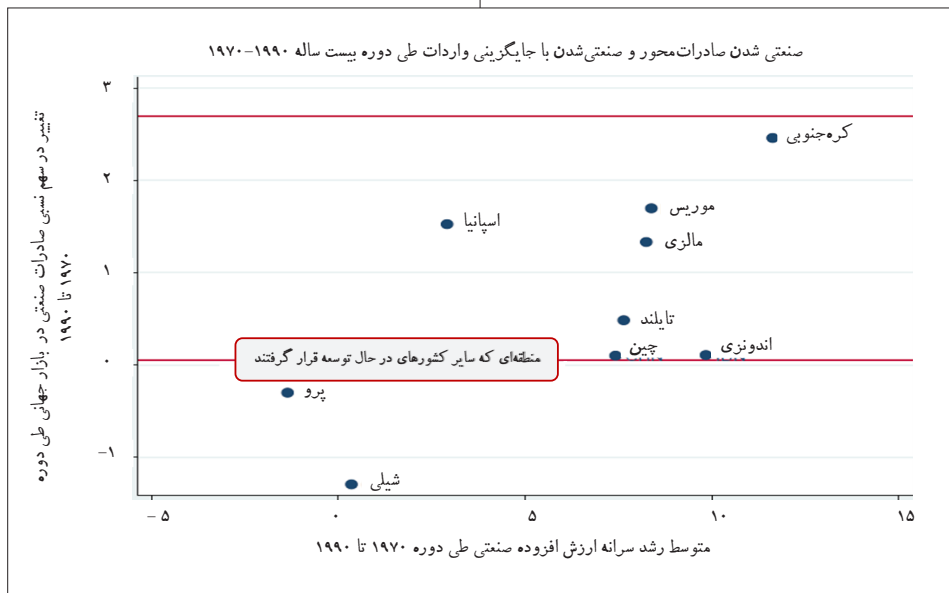 صنعتی شدن صادرات‌محور و صنعتی‌شدن با جایگزینی واردات طی دوره بیست ساله ۱۹۹۰-۱۹۷۰
تغییر در سهم نسبی صادرات صنعتی در بازار جهانی طی دوره
۱۹۷۰ تا ۱۹۹۰
۳
۲
۱
۰
-۱
کره‌جنوبی
موریس
اسپانیا
مالزی
تایلند
اندونزی
چین
منطقه‌ای که سایر کشورهای در حال توسعه قرار گرفتند
پرو
شیلی
-۵
۰
۵
۱۰
۱۵
متوسط رشد سرانه ارزش افزوده صنعتی طی دوره ۱۹۷۰ تا ۱۹۹۰